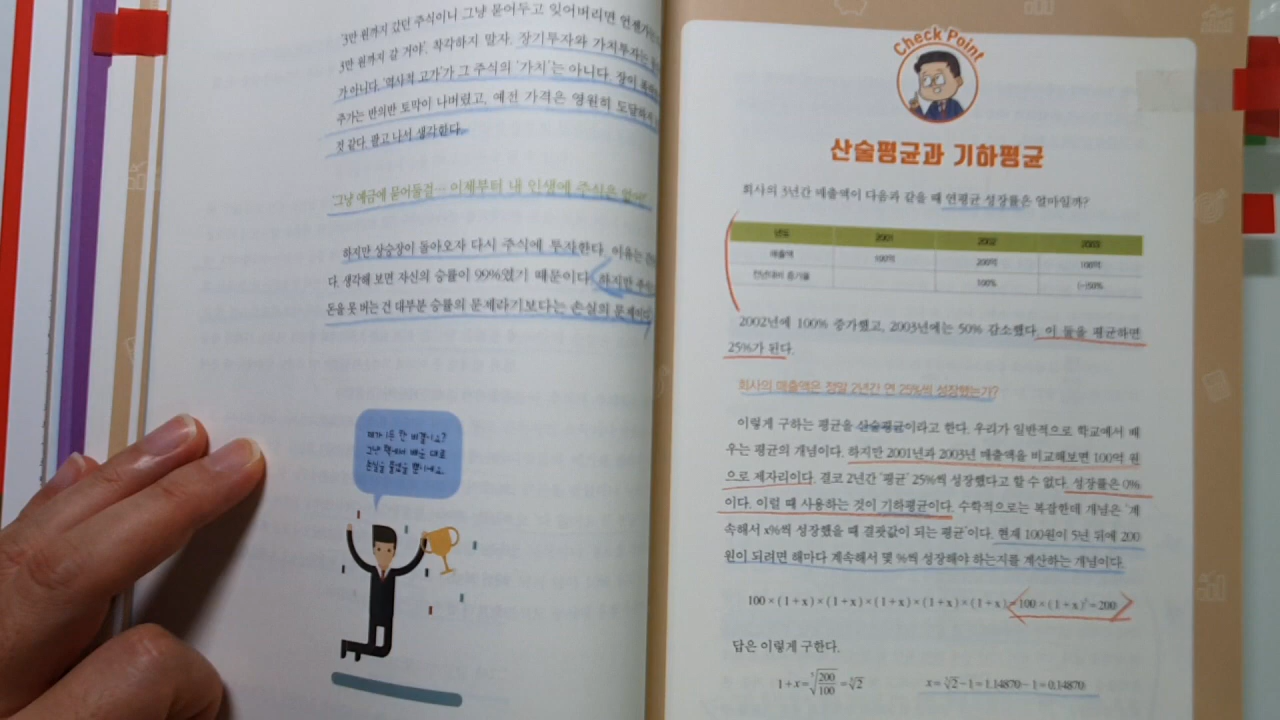 '3만 원까지 갔던 주식이니 그냥 묻어두고 잊어버리면 언젠가
3만 원까지 갈 거야'. 착각하지 말자. 장기투자와 가치투자는
가 아니다. '역사적 고가'가 그 주식의 '가치'는 아니다. 장이
주가는 반의반 토막이 나버렸고, 예전 가격은 영원히 도달하지
것 같다. 팔고 나서 생각한다.
'그냥 예금에 묻어둘걸… 이제부터 내 인생에 주식은 없어!'
하지만 상승장이 돌아오자 다시 주식에 투자한다. 이유는
다. 생각해 보면 자신의 승률이 99%였기 때문이다. 하지만
돈을 못 버는 건 대부분 승률의 문제라기보다는 손실의 문제이다.
손실을
Check Point
산술평균과 기하평균
회사의 3년간 매출액이 다음과 같을 때 연평균 성장률은 얼마일까?
년도 2001 2002 2003
매출액 100억 200억 100억
전년대비 증가율 100% (-)50%
2002년에 100% 증가했고, 2003년에는 50% 감소했다. 이 둘을 평균하면
25%가 된다.
회사의 매출액은 정말 2년간 연 25%씩 성장했는가?
이렇게 구하는 평균을 산술평균이라고 한다. 우리가 일반적으로 학교에서 배
우는 평균의 개념이다. 하지만 2001년과 2003년 매출액을 비교해보면 100억 원
으로 제자리이다. 결코 2년간 '평균' 25%씩 성장했다고 할 수 없다. 성장률은 0%
이다. 이럴 때 사용하는 것이 기하평균이다. 수학적으로는 복잡한데 개념은 '계
속해서 x%씩 성장했을 때 결괏값이 되는 평균'이다. 현재 100원이 5년 뒤에 200
원이 되려면 해마다 계속해서 몇 %씩 성장해야 하는지를 계산하는 개념이다.
100×(1+x)×(1+x)×(1+x)×(1+x)×(1+x)=100×(1+x)⁵=200
답은 이렇게 구한다.
1+x=⁵√(200/100)=⁵√2 x=⁵√2-1=1.14870-1=0.14870